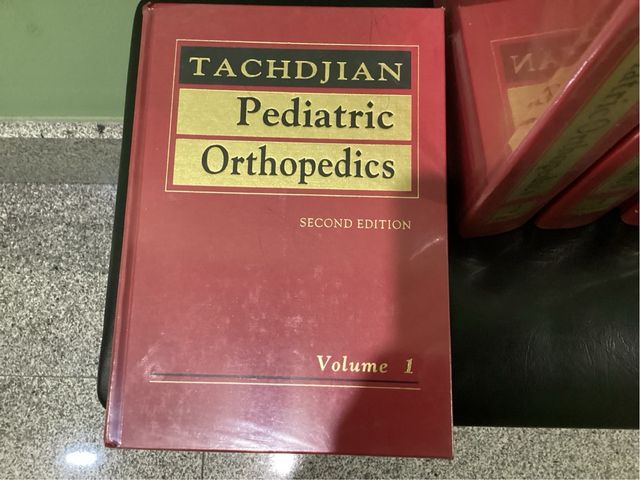 TACHDJIAN
Pediatric
Orthopedics
SECOND EDITION
Volume 1